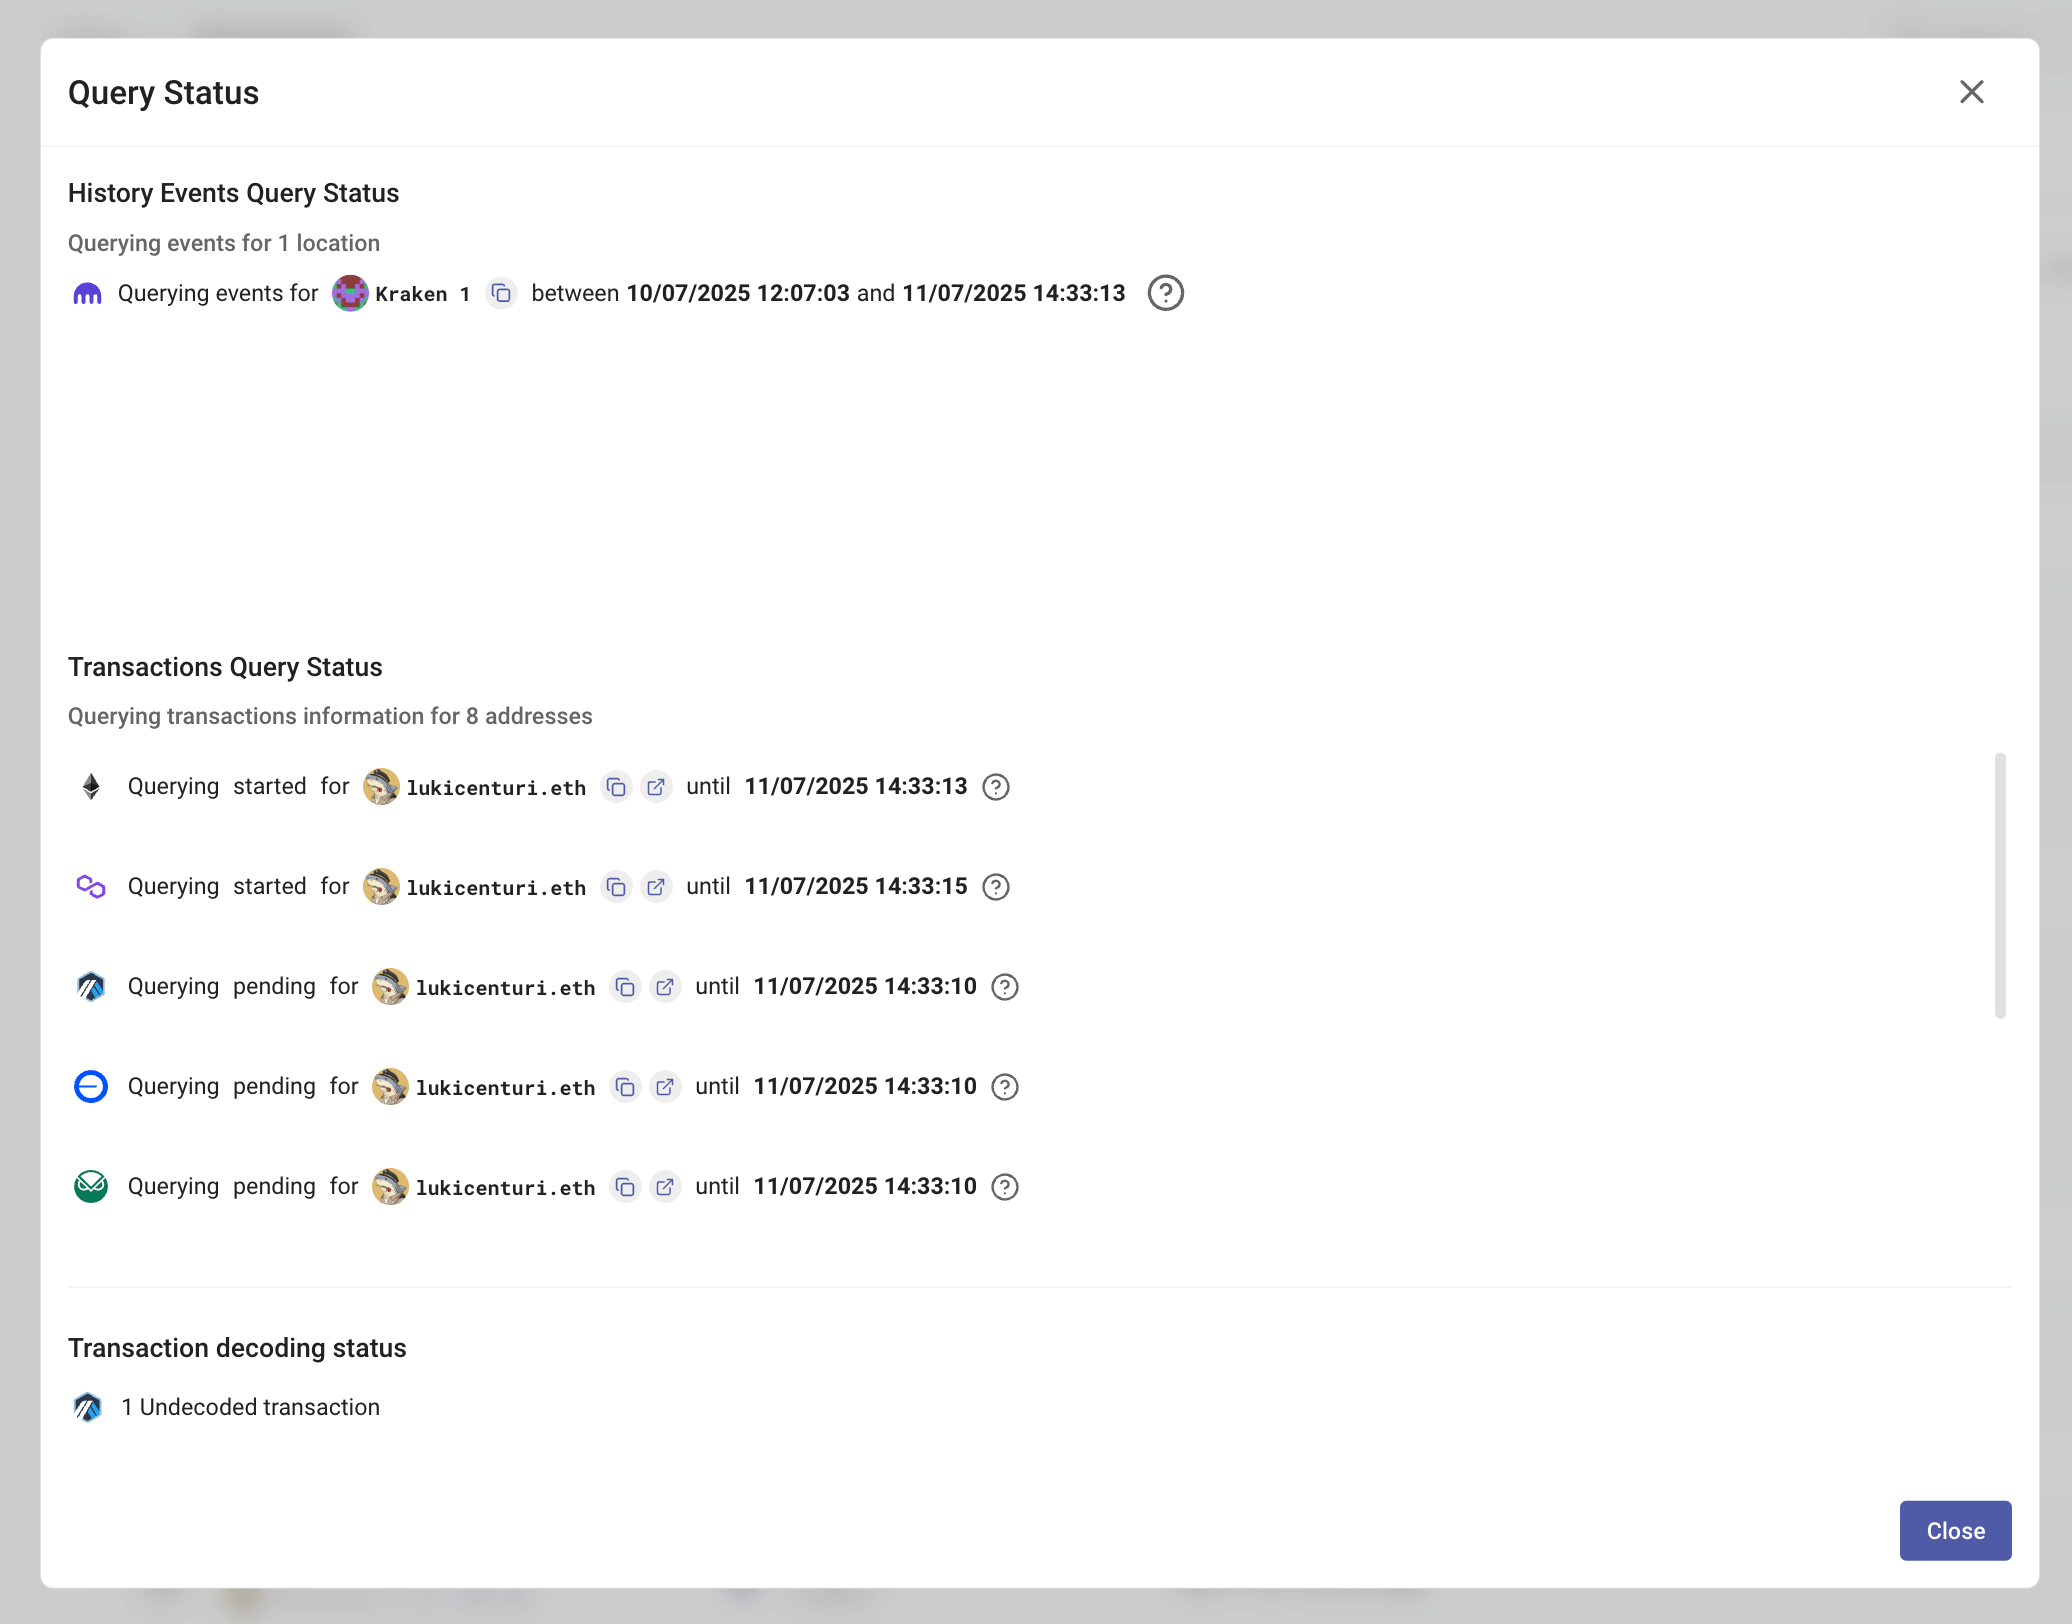 Query Status
History Events Query Status
Querying events for 1 location
Querying events for Kraken 1 between 10/07/2025 12:07:03 and 11/07/2025 14:33:13
Transactions Query Status
Querying transactions information for 8 addresses
Querying started for lukicenturi.eth until 11/07/2025 14:33:13
Querying started for lukicenturi.eth until 11/07/2025 14:33:15
Querying pending for lukicenturi.eth until 11/07/2025 14:33:10
Querying pending for lukicenturi.eth until 11/07/2025 14:33:10
Querying pending for lukicenturi.eth until 11/07/2025 14:33:10
Transaction decoding status
1 Undecoded transaction
Close